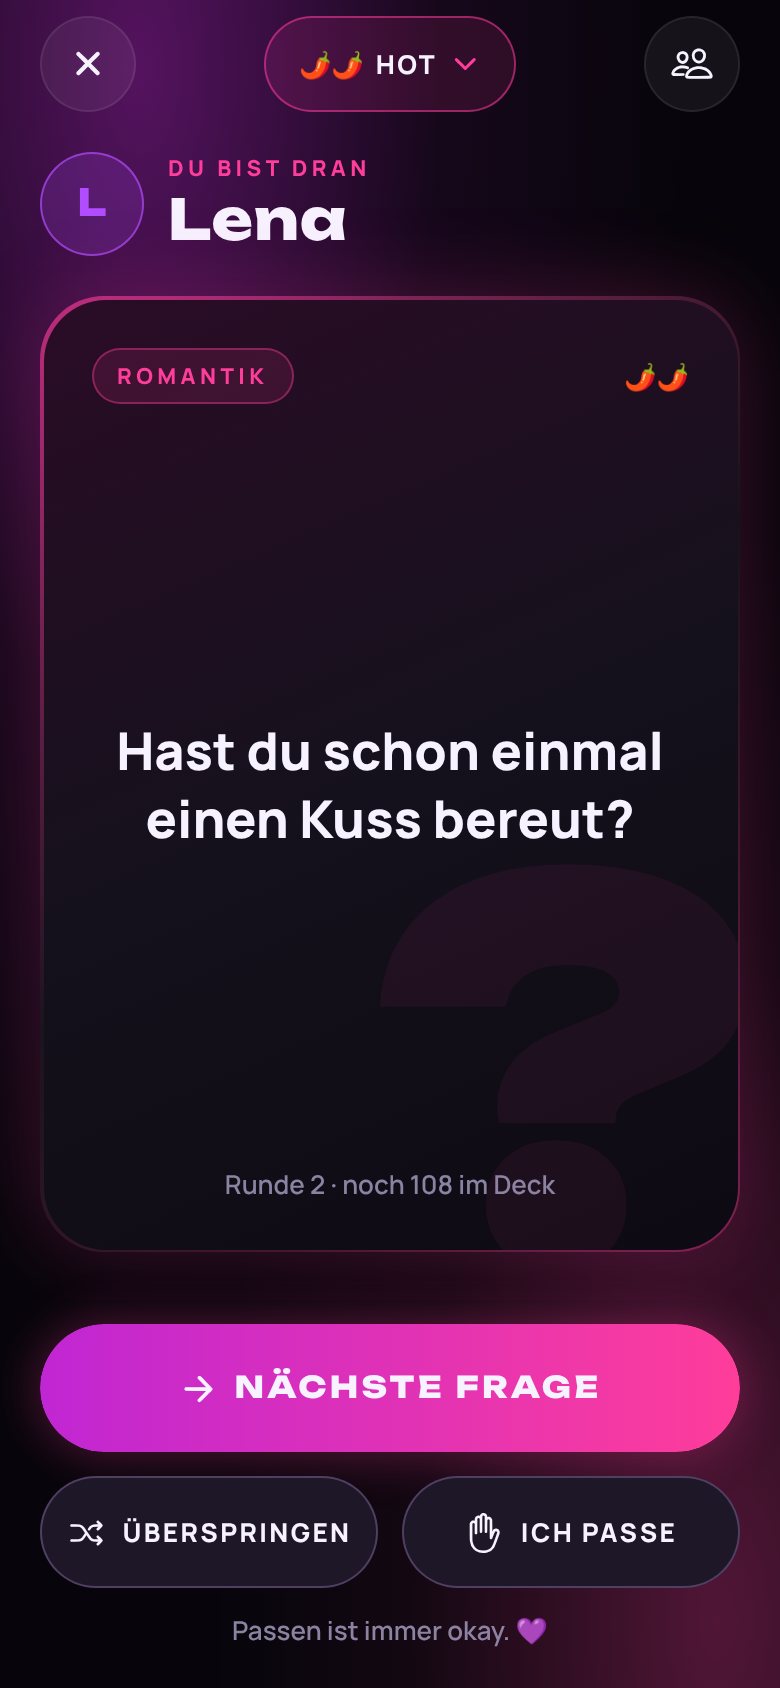 🌶️🌶️ HOT
DU BIST DRAN
L
Lena
ROMANTIK
🌶️🌶️
Hast du schon einmal
einen Kuss bereut?
Runde 2 · noch 108 im Deck
→ NÄCHSTE FRAGE
ÜBERSPRINGEN
ICH PASSE
Passen ist immer okay. 💜